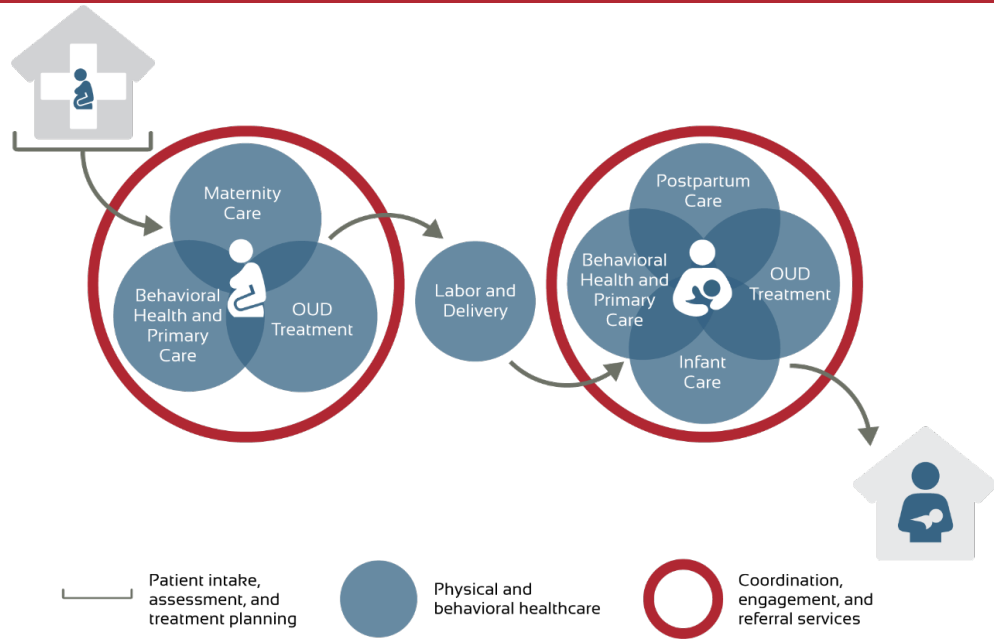 Maternity
Care
Behavioral
Health and
Primary
Care
OUD
Treatment
Labor and
Delivery
Postpartum
Care
Behavioral
Health and
Primary
Care
OUD
Treatment
Infant
Care
Patient intake,
assessment, and
treatment planning
Physical and
behavioral healthcare
Coordination,
engagement, and
referral services